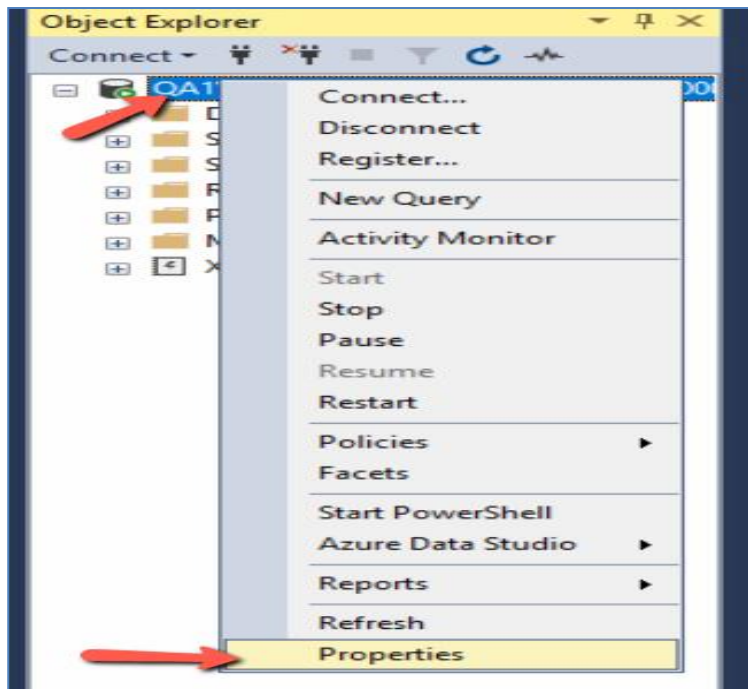 Object Explorer
Connect
QA1
Connect...
Disconnect
Register...
New Query
Activity Monitor
Start
Stop
Pause
Resume
Restart
Policies
Facets
Start PowerShell
Azure Data Studio
Reports
Refresh
Properties